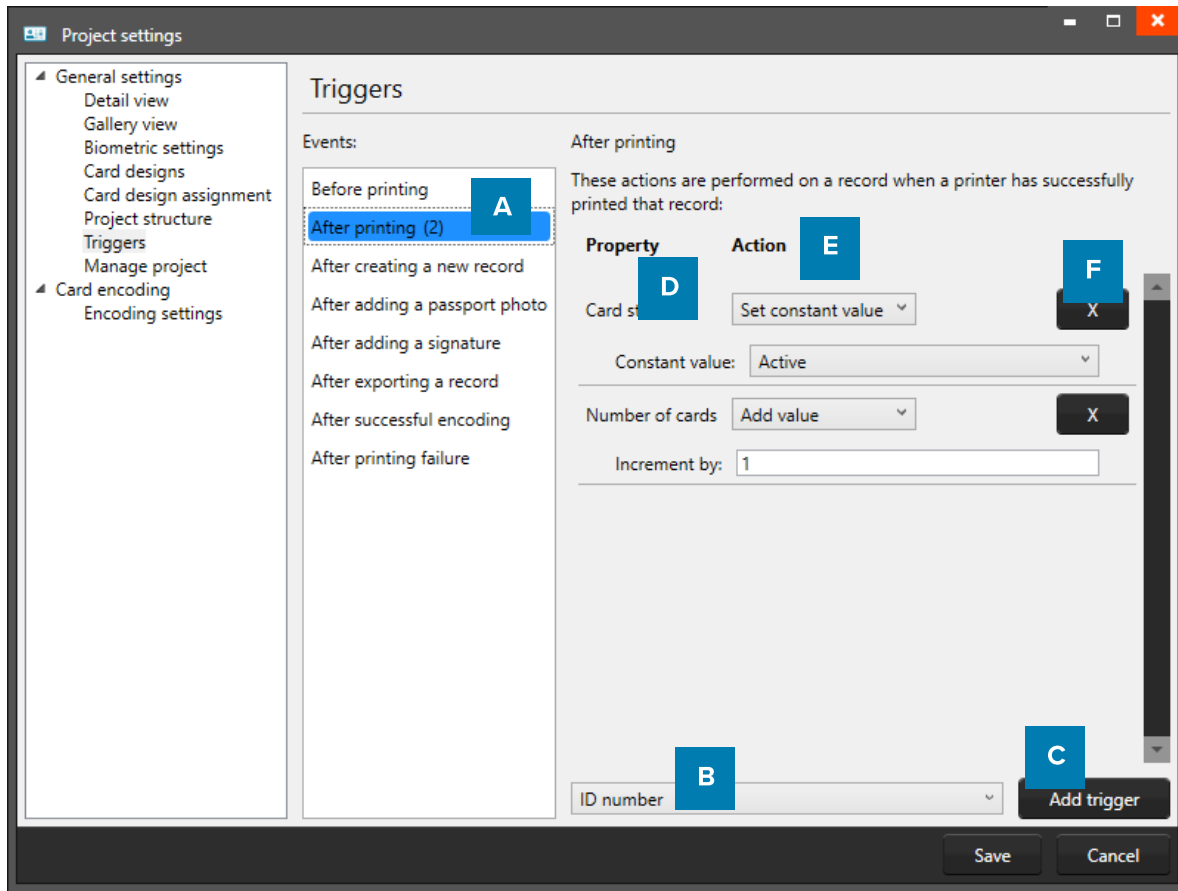 Project settings
General settings
Detail view
Gallery view
Biometric settings
Card designs
Card design assignment
Project structure
Triggers
Manage project
Card encoding
Encoding settings
Triggers
Events:
Before printing
A
After printing (2)
After creating a new record
After adding a passport photo
After adding a signature
After exporting a record
After successful encoding
After printing failure
After printing
These actions are performed on a record when a printer has successfully
printed that record:
Property Action E
D F
Card st Set constant value X
Constant value: Active
Number of cards Add value X
Increment by: 1
B C
ID number Add trigger
Save Cancel